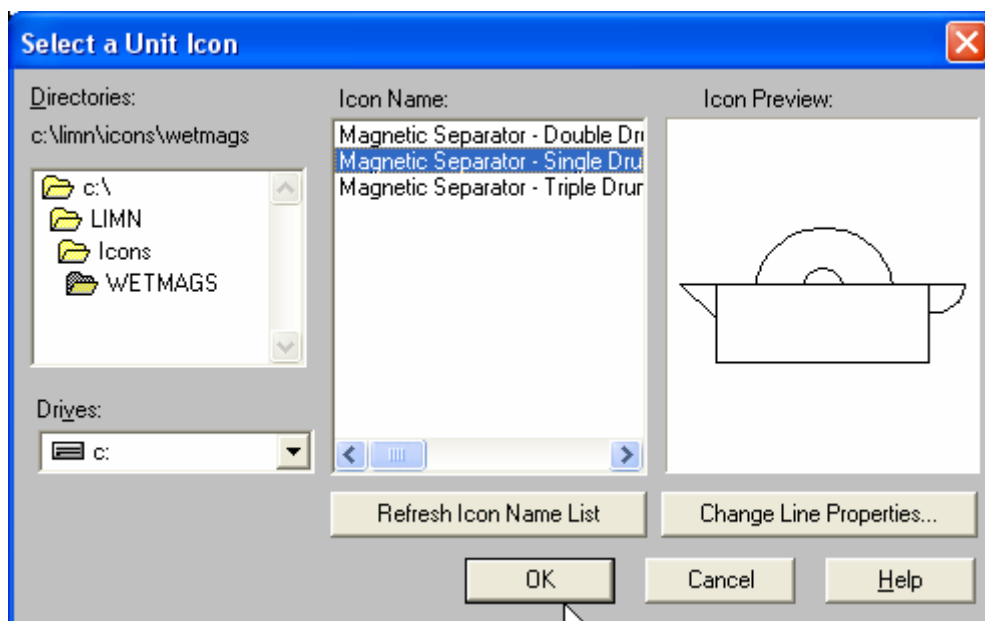 Select a Unit Icon
Directories:
c:\limn\icons\wetmags
c:\
LIMN
Icons
WETMAGS
Drives:
c:
Icon Name:
Magnetic Separator - Double Dru
Magnetic Separator - Single Dru
Magnetic Separator - Triple Drum
Refresh Icon Name List
Icon Preview:
Change Line Properties...
OK
Cancel
Help